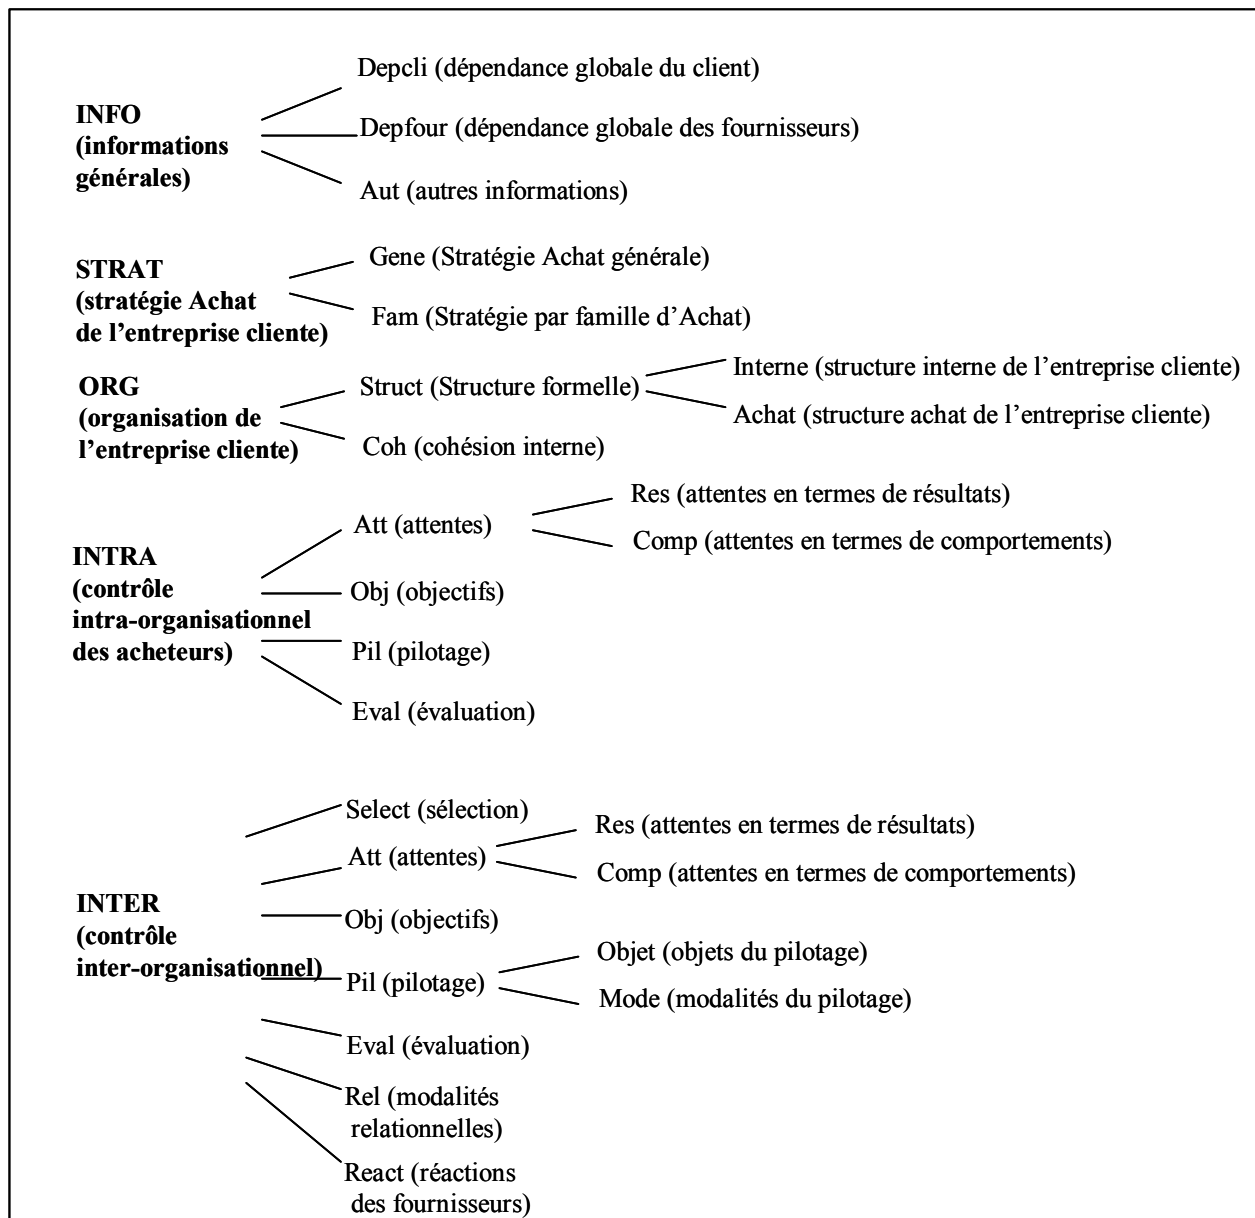 Depcli (dépendance globale du client)
INFO
(informations
générales)
Depfour (dépendance globale des fournisseurs)
Aut (autres informations)
STRAT
(stratégie Achat
de l’entreprise cliente)
Gene (Stratégie Achat générale)
Fam (Stratégie par famille d’Achat)
ORG
(organisation de
l’entreprise cliente)
Struct (Structure formelle)
Interne (structure interne de l’entreprise cliente)
Achat (structure achat de l’entreprise cliente)
Coh (cohésion interne)
INTRA
(contrôle
intra-organisationnel
des acheteurs)
Att (attentes)
Res (attentes en termes de résultats)
Comp (attentes en termes de comportements)
Obj (objectifs)
Pil (pilotage)
Eval (évaluation)
INTER
(contrôle
inter-organisationnel)
Select (sélection)
Att (attentes)
Res (attentes en termes de résultats)
Comp (attentes en termes de comportements)
Obj (objectifs)
Pil (pilotage)
Objet (objets du pilotage)
Mode (modalités du pilotage)
Eval (évaluation)
Rel (modalités
relationnelles)
React (réactions
des fournisseurs)